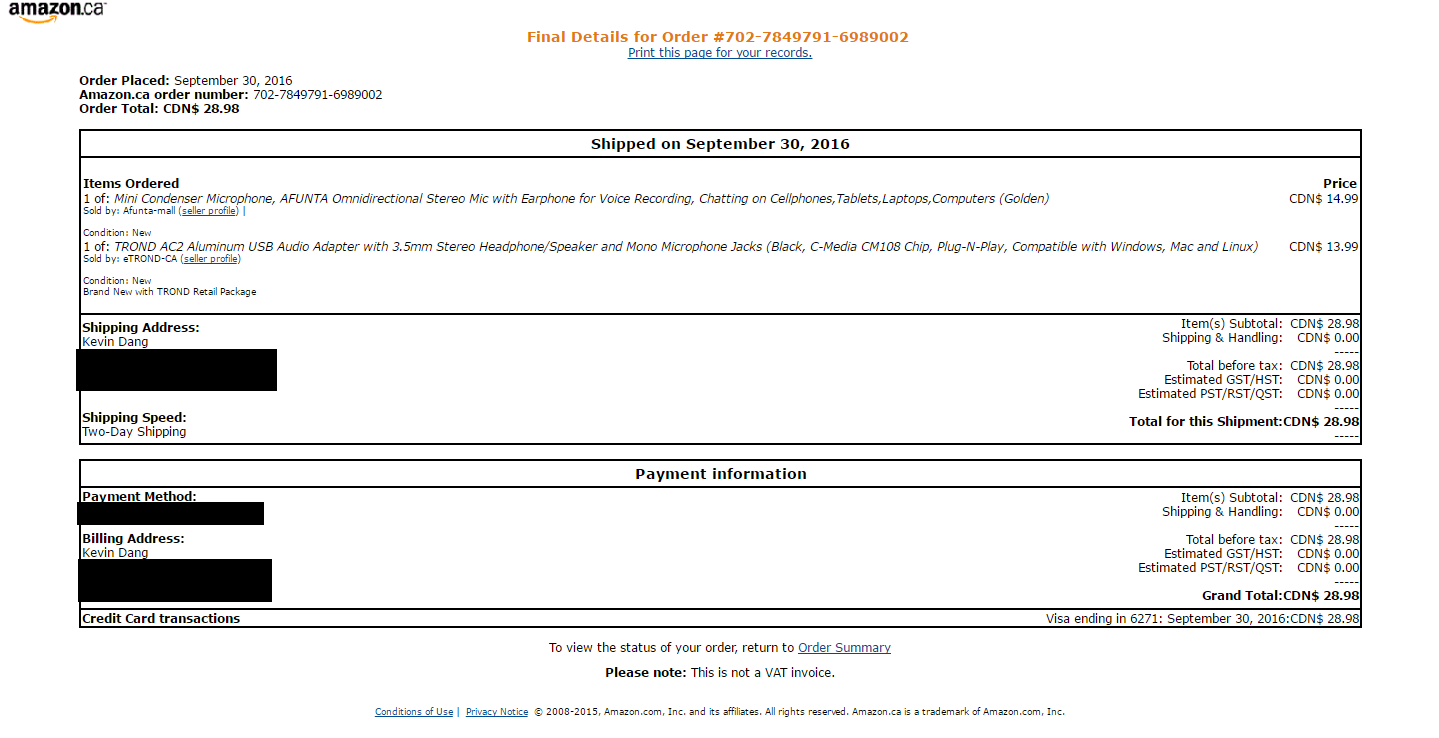 amazon.ca
Final Details for Order #702-7849791-6989002
Print this page for your records.
Order Placed: September 30, 2016
Amazon.ca order number: 702-7849791-6989002
Order Total: CDN$ 28.98
Shipped on September 30, 2016
Items Ordered Price
1 of: Mini Condenser Microphone, AFUNTA Omnidirectional Stereo Mic with Earphone for Voice Recording, Chatting on Cellphones,Tablets,Laptops,Computers (Golden) CDN$ 14.99
Sold by: Afunta-mall (seller profile) |
Condition: New
1 of: TROND AC2 Aluminum USB Audio Adapter with 3.5mm Stereo Headphone/Speaker and Mono Microphone Jacks (Black, C-Media CM108 Chip, Plug-N-Play, Compatible with Windows, Mac and Linux) CDN$ 13.99
Sold by: eTROND-CA (seller profile)
Condition: New
Brand New with TROND Retail Package
Shipping Address:
Kevin Dang
Shipping Speed:
Two-Day Shipping
Item(s) Subtotal: CDN$ 28.98
Shipping & Handling: CDN$ 0.00
-----
Total before tax: CDN$ 28.98
Estimated GST/HST: CDN$ 0.00
Estimated PST/RST/QST: CDN$ 0.00
-----
Total for this Shipment:CDN$ 28.98
-----
Payment information
Payment Method:
Billing Address:
Kevin Dang
Item(s) Subtotal: CDN$ 28.98
Shipping & Handling: CDN$ 0.00
-----
Total before tax: CDN$ 28.98
Estimated GST/HST: CDN$ 0.00
Estimated PST/RST/QST: CDN$ 0.00
-----
Grand Total:CDN$ 28.98
Credit Card transactions Visa ending in 6271: September 30, 2016:CDN$ 28.98
To view the status of your order, return to Order Summary
Please note: This is not a VAT invoice.
Conditions of Use | Privacy Notice © 2008-2015, Amazon.com, Inc. and its affiliates. All rights reserved. Amazon.ca is a trademark of Amazon.com, Inc.